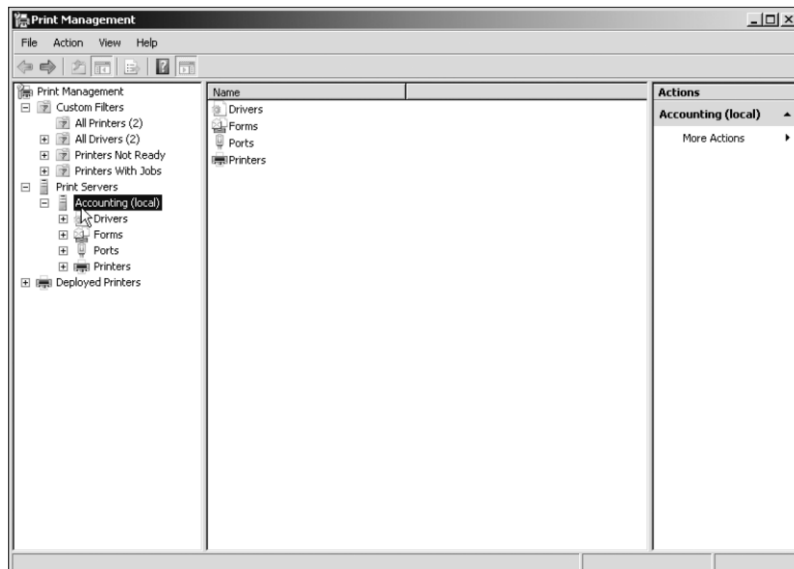 Print Management
File Action View Help
Print Management
Custom Filters
All Printers (2)
All Drivers (2)
Printers Not Ready
Printers With Jobs
Print Servers
Accounting (local)
Drivers
Forms
Ports
Printers
Deployed Printers
Name
Drivers
Forms
Ports
Printers
Actions
Accounting (local)
More Actions